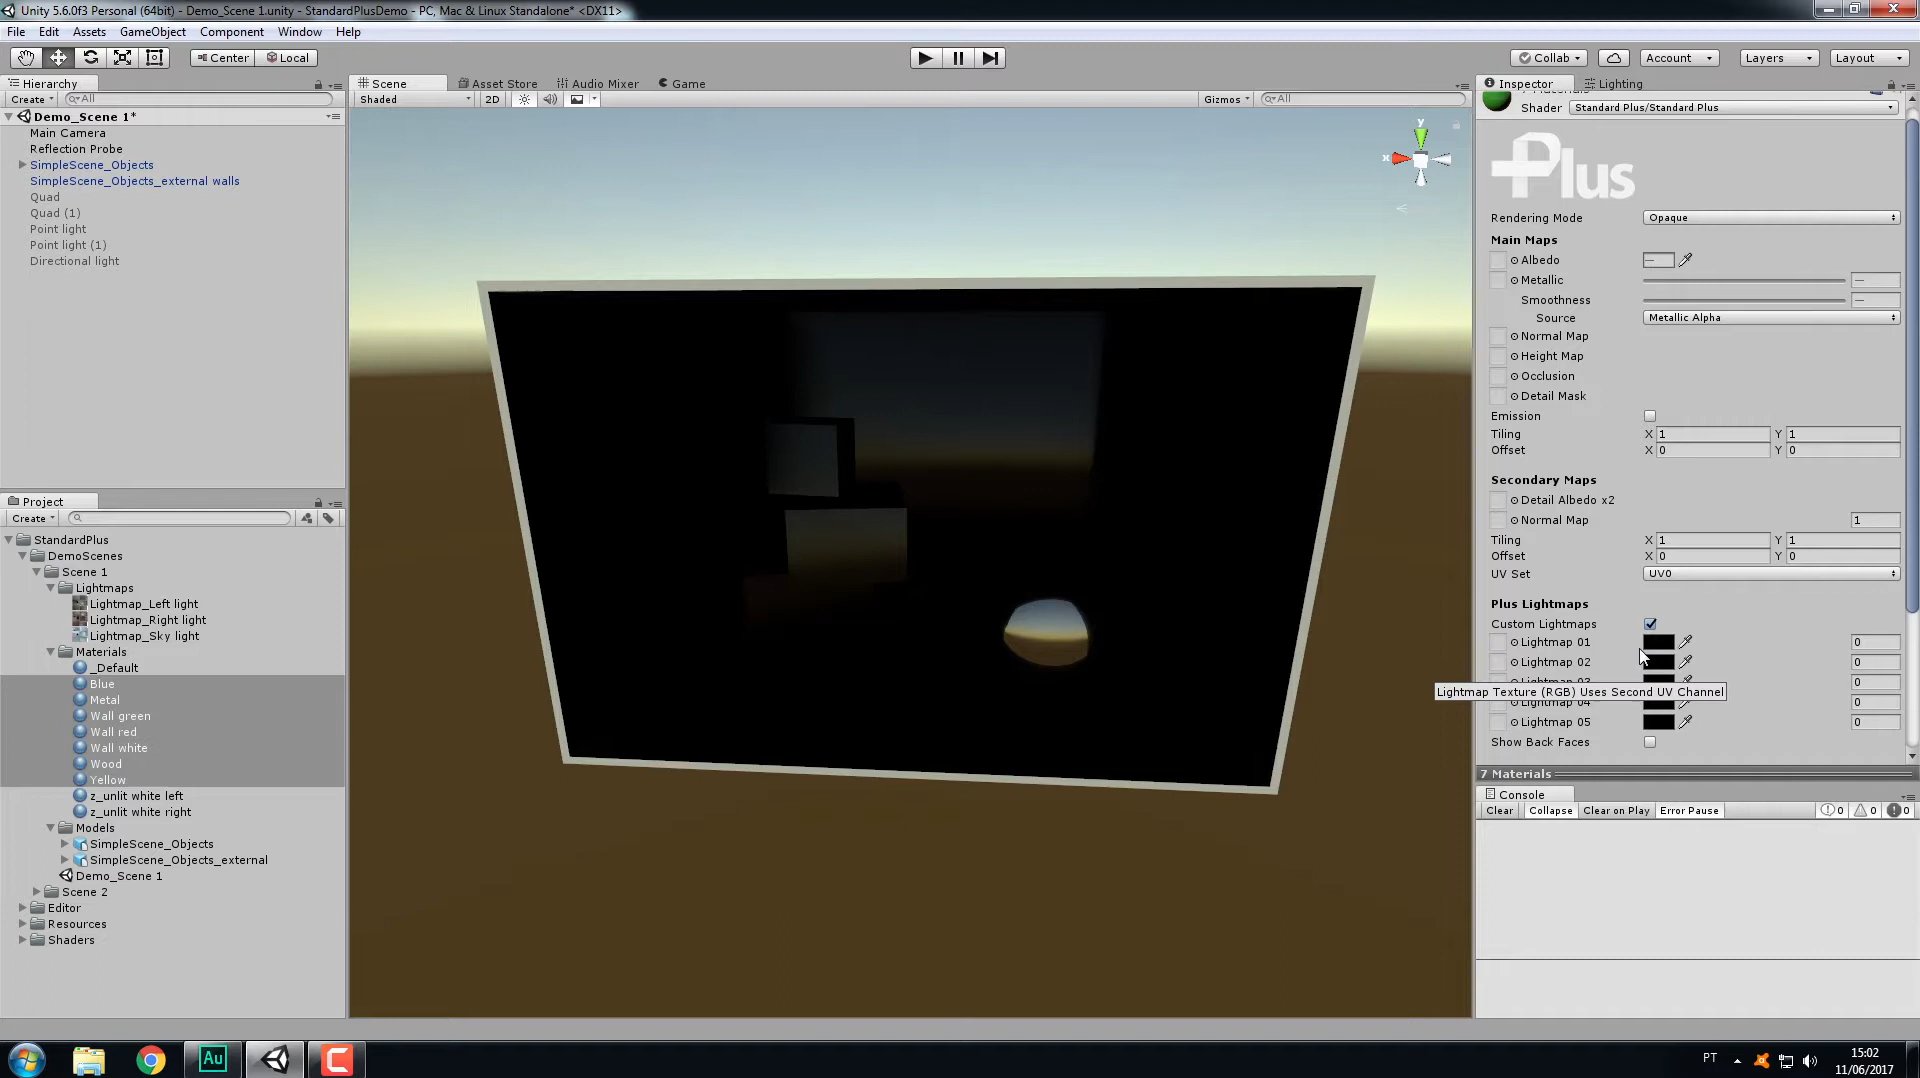 Unity 5.6.0f3 Personal (64bit) - Demo_Scene 1.unity - StandardPlusDemo - PC, Mac & Linux Standalone* <DX11>
File Edit Assets GameObject Component Window Help
Center Local Collab Account Layers Layout
Hierarchy
Create All
Demo_Scene 1*
Main Camera
Reflection Probe
SimpleScene_Objects
SimpleScene_Objects_external walls
Quad
Quad (1)
Point light
Point light (1)
Directional light
Project
Create
StandardPlus
DemoScenes
Scene 1
Lightmaps
Lightmap_Left light
Lightmap_Right light
Lightmap_Sky light
Materials
_Default
Blue
Metal
Wall green
Wall red
Wall white
Wood
Yellow
z_unlit white left
z_unlit white right
Models
SimpleScene_Objects
SimpleScene_Objects_external
Demo_Scene 1
Scene 2
Editor
Resources
Shaders
Scene Asset Store Audio Mixer Game
Shaded 2D Gizmos All
y
x
Inspector Lighting
Shader Standard Plus/Standard Plus
Plus
Rendering Mode Opaque
Main Maps
Albedo —
Metallic —
Smoothness —
Source Metallic Alpha
Normal Map
Height Map
Occlusion
Detail Mask
Emission
Tiling X 1 Y 1
Offset X 0 Y 0
Secondary Maps
Detail Albedo x2
Normal Map 1
Tiling X 1 Y 1
Offset X 0 Y 0
UV Set UV0
Plus Lightmaps
Custom Lightmaps
Lightmap 01 0
Lightmap 02 0
0
Lightmap Texture (RGB) Uses Second UV Channel
Lightmap 04 0
Lightmap 05 0
Show Back Faces
7 Materials
Console
Clear Collapse Clear on Play Error Pause 0 0 0
Au
PT
15:02
11/06/2017